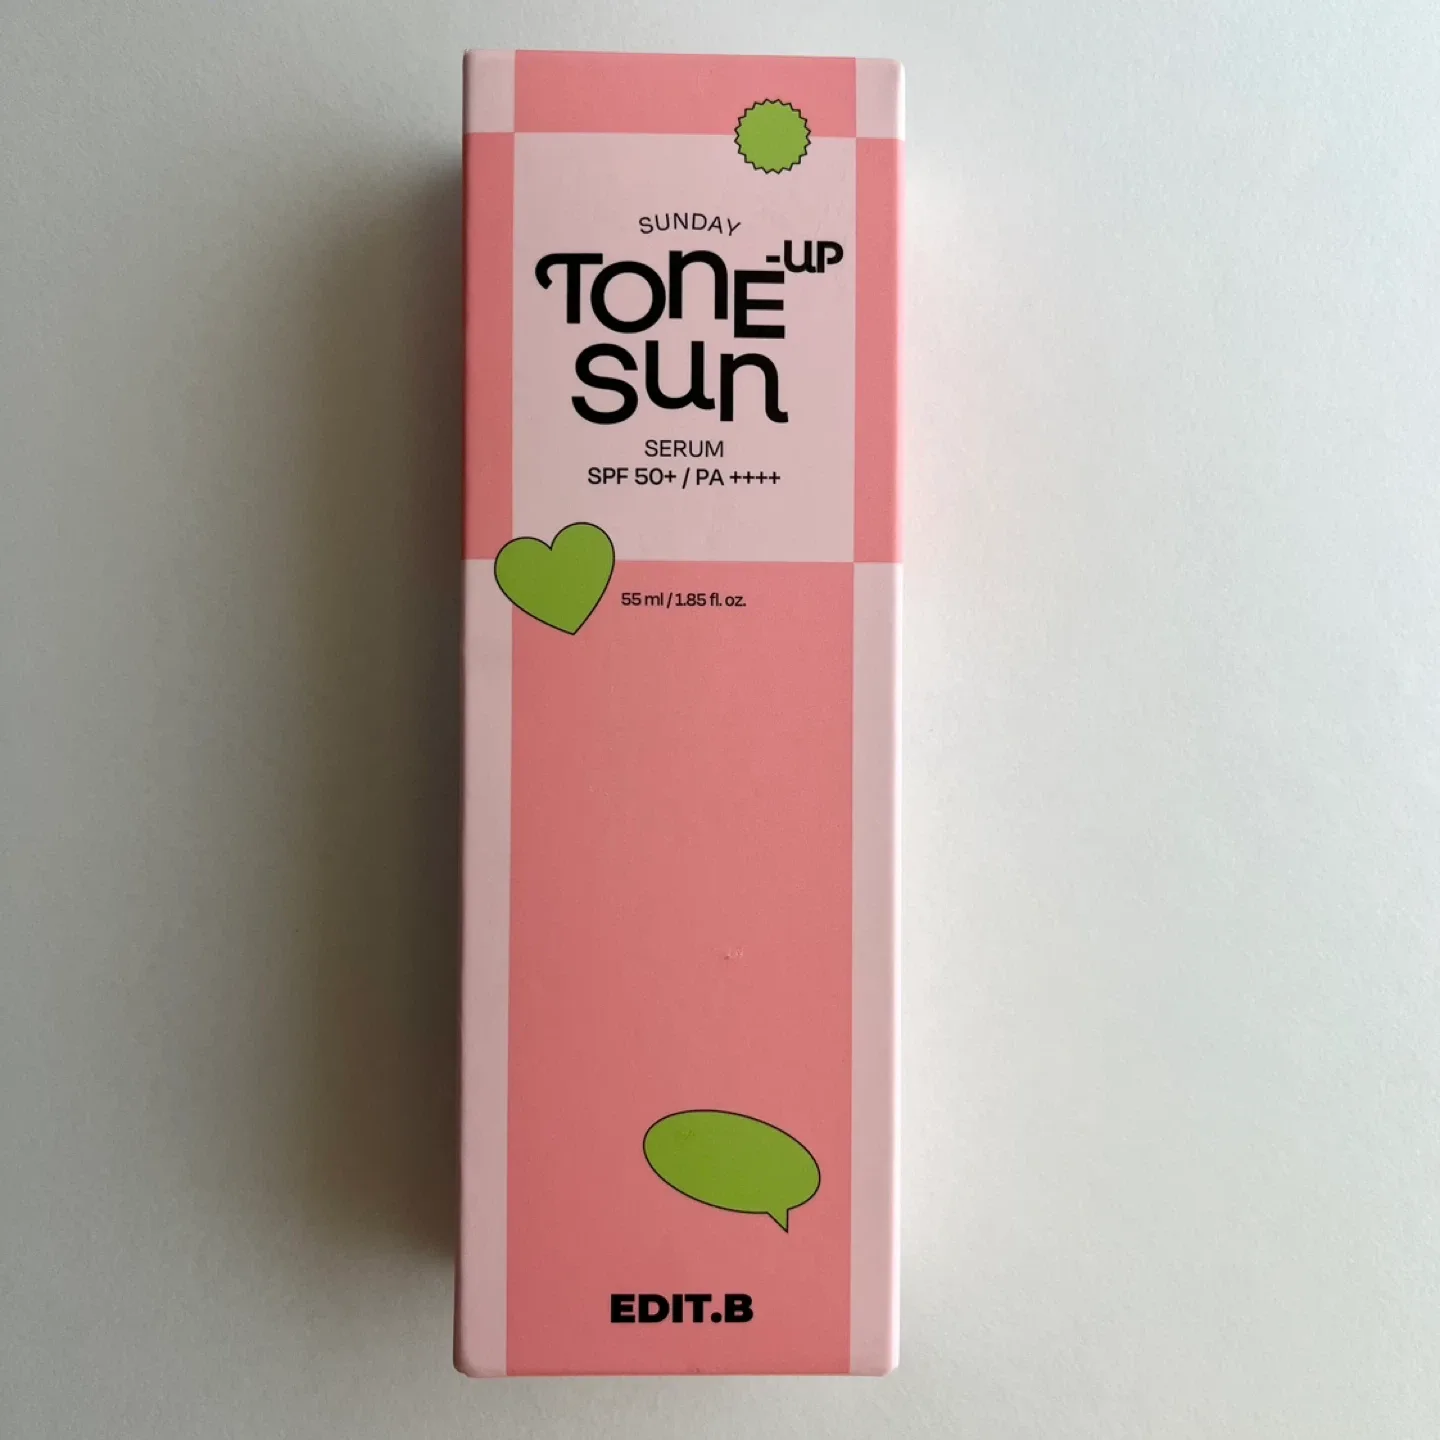 SUNDAY
TONE-UP
SUN
SERUM
SPF 50+ / PA ++++
55 ml / 1.85 fl. oz.
EDIT.B